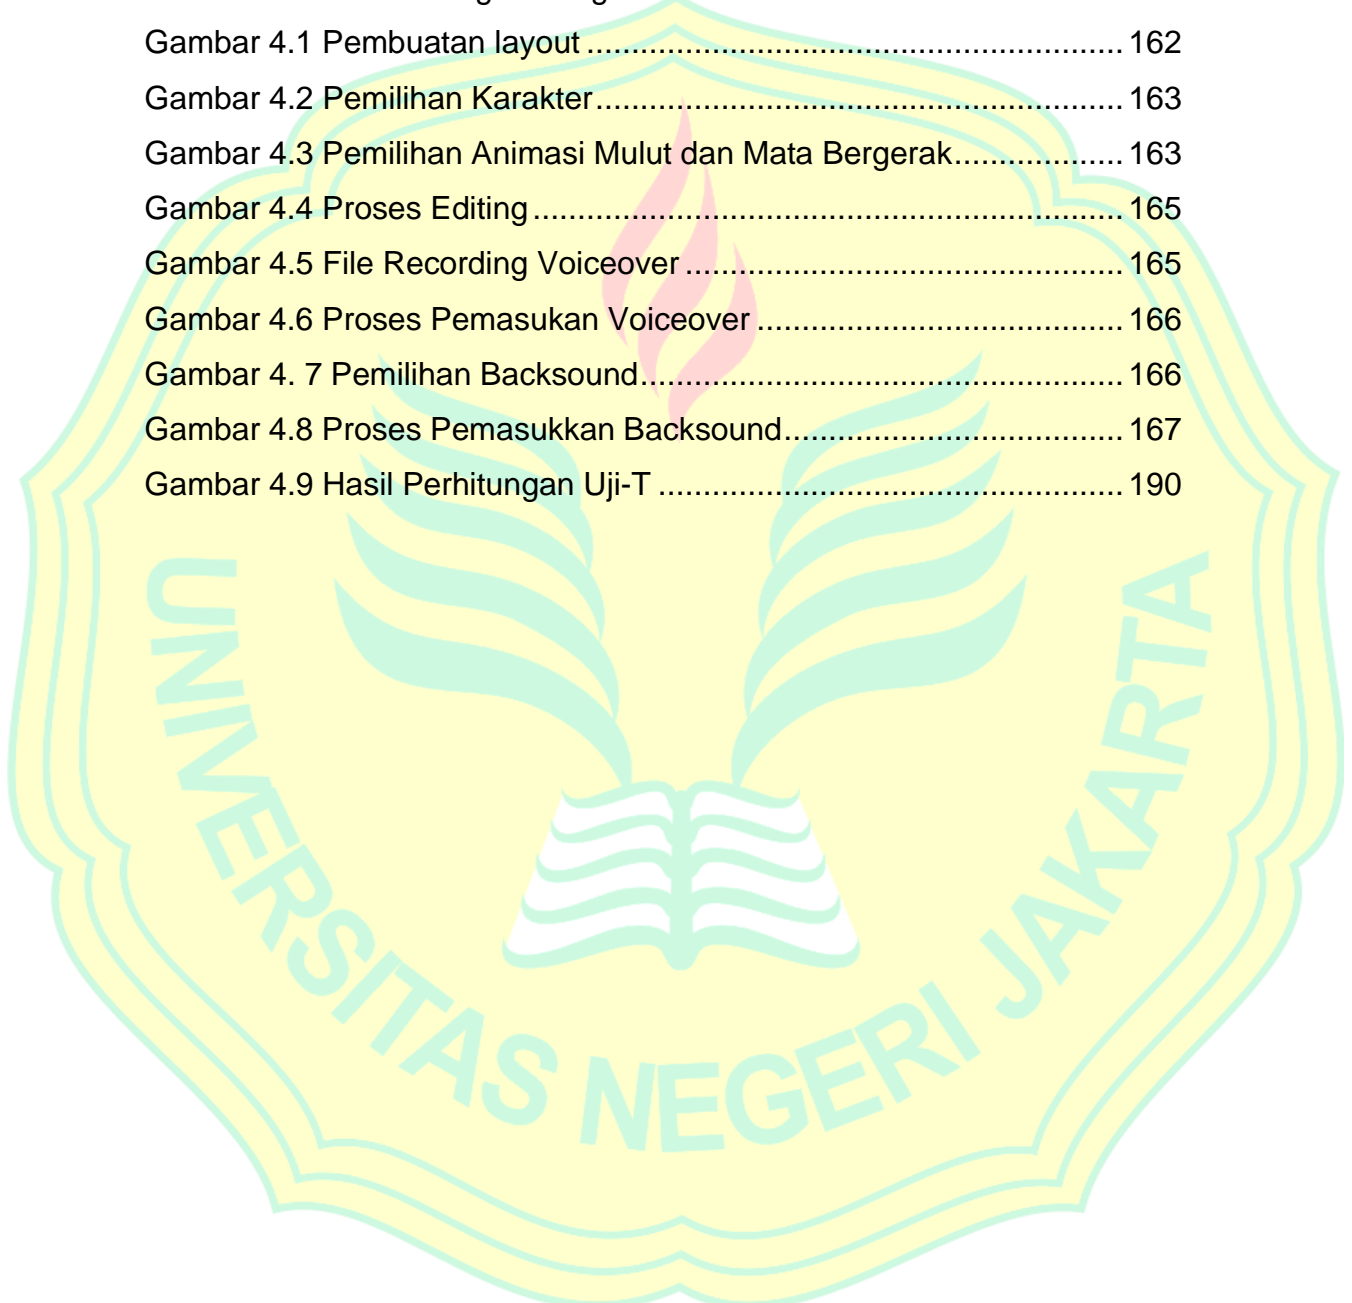 Gambar 4.1 Pembuatan layout ............................................................ 162
Gambar 4.2 Pemilihan Karakter........................................................... 163
Gambar 4.3 Pemilihan Animasi Mulut dan Mata Bergerak................... 163
Gambar 4.4 Proses Editing .................................................................. 165
Gambar 4.5 File Recording Voiceover ................................................. 165
Gambar 4.6 Proses Pemasukan Voiceover ......................................... 166
Gambar 4. 7 Pemilihan Backsound...................................................... 166
Gambar 4.8 Proses Pemasukkan Backsound...................................... 167
Gambar 4.9 Hasil Perhitungan Uji-T .................................................... 190
UNIVERSITAS NEGERI JAKARTA